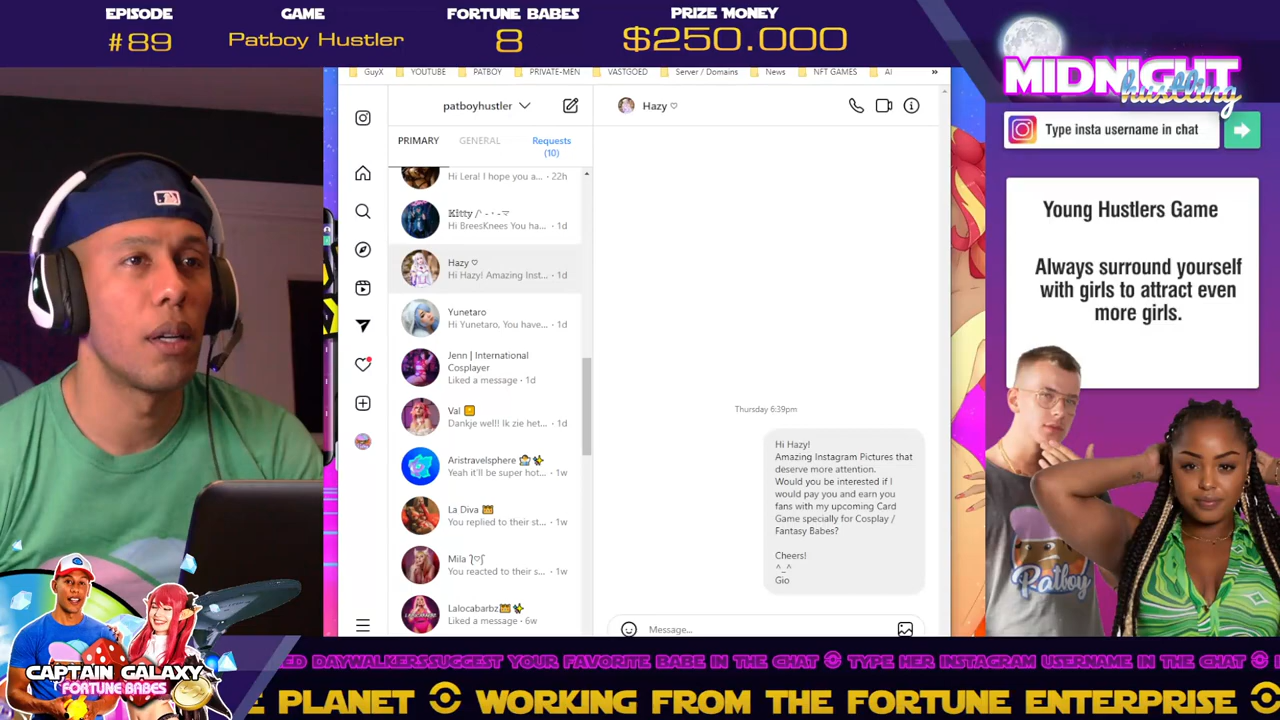 EPISODE
#89
GAME
Patboy Hustler
FORTUNE BABES
8
PRIZE MONEY
$250.000
MIDNIGHT
hustling
GuyX
YOUTUBE
PATBOY
PRIVATE-MEN
VASTGOED
Server / Domains
News
NFT GAMES
AI
»
patboyhustler
PRIMARY
GENERAL
Requests
(10)
Hi Lera! I hope you a... · 22h
Kitty
Hi BreesKnees You ha... · 1d
Hazy ♡
Hi Hazy! Amazing Inst... · 1d
Yunetaro
Hi Yunetaro, You have... · 1d
Jenn | International
Cosplayer
Liked a message · 1d
Val
Dankje wel!! Ik zie het... · 1d
Aristravelsphere
Yeah it'll be super hot... · 1w
La Diva
You replied to their st... · 1w
Mila
You reacted to their s... · 1w
Lalocabarbz
Liked a message · 6w
Hazy ♡
Thursday 6:39pm
Hi Hazy!
Amazing Instagram Pictures that
deserve more attention.
Would you be interested if I
would pay you and earn you
fans with my upcoming Card
Game specially for Cosplay /
Fantasy Babes?
Cheers!
^_^
Gio
Message...
Type insta username in chat
Young Hustlers Game
Always surround yourself
with girls to attract even
more girls.
Patboy
CAPTAIN GALAXY
FORTUNE BABES
ED DAYWALKERS SUGGEST YOUR FAVORITE BABE IN THE CHAT TYPE HER INSTAGRAM USERNAME IN THE CHAT
E PLANET WORKING FROM THE FORTUNE ENTERPRISE